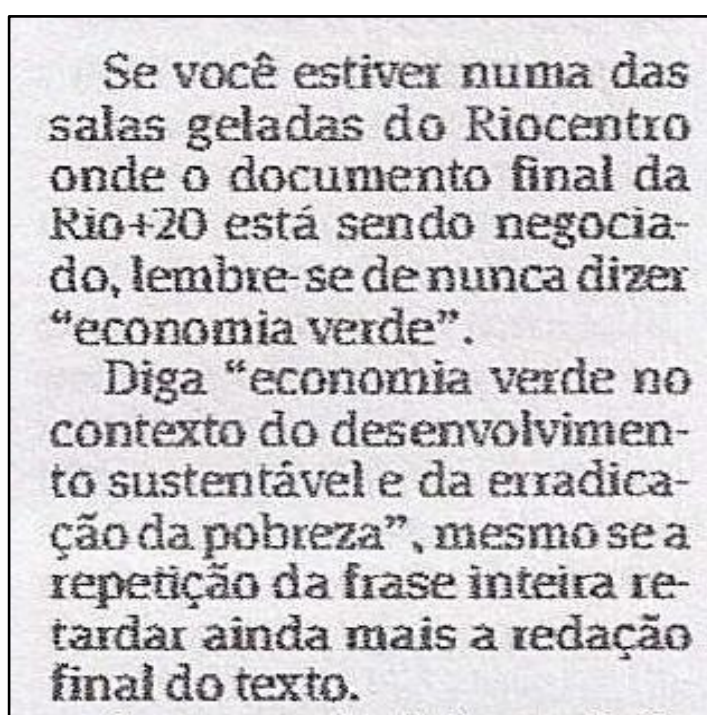 Se você estiver numa das
salas geladas do Riocentro
onde o documento final da
Rio+20 está sendo negocia-
do, lembre-se de nunca dizer
“economia verde”.
Diga “economia verde no
contexto do desenvolvimen-
to sustentável e da erradica-
ção da pobreza”, mesmo se a
repetição da frase inteira re-
tardar ainda mais a redação
final do texto.